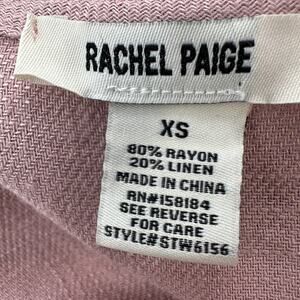 RACHEL PAIGE
XS
80% RAYON
20% LINEN
MADE IN CHINA
RN#158184
SEE REVERSE
FOR CARE
STYLE#STW6156